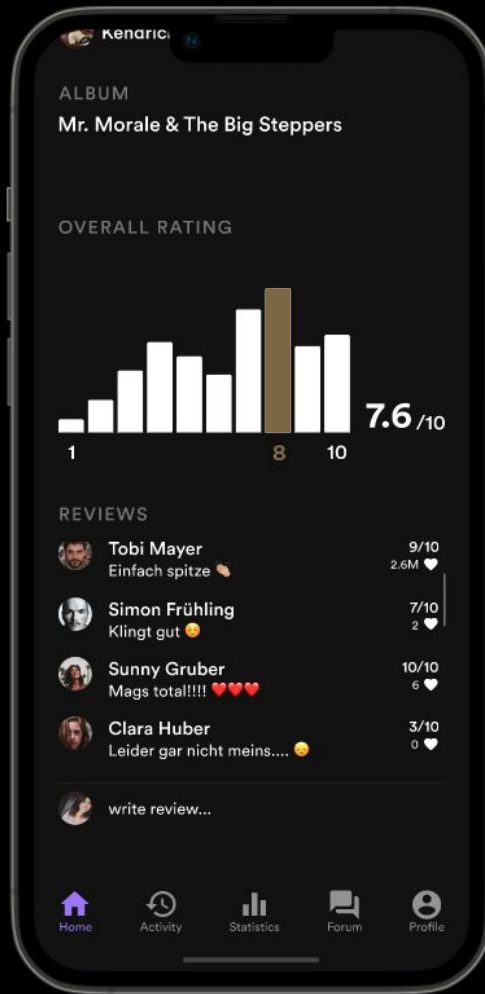 ALBUM
Mr. Morale & The Big Steppers
OVERALL RATING
7.6 /10
1 8 10
REVIEWS
Tobi Mayer 9/10
Einfach spitze 👏🏼 2.6M
Simon Frühling 7/10
Klingt gut ☺️ 2
Sunny Gruber 10/10
Mags total!!!! ❤️❤️❤️ 6
Clara Huber 3/10
Leider gar nicht meins.... 😞 0
write review...
Home Activity Statistics Forum Profile